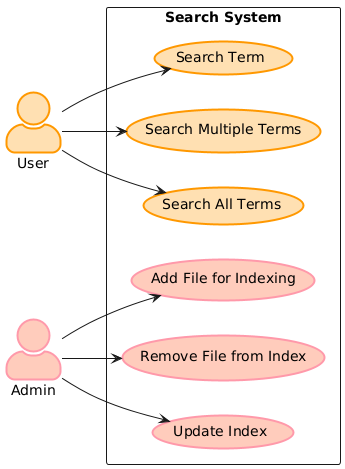 Search System
Search Term
Search Multiple Terms
User
Search All Terms
Add File for Indexing
Remove File from Index
Admin
Update Index